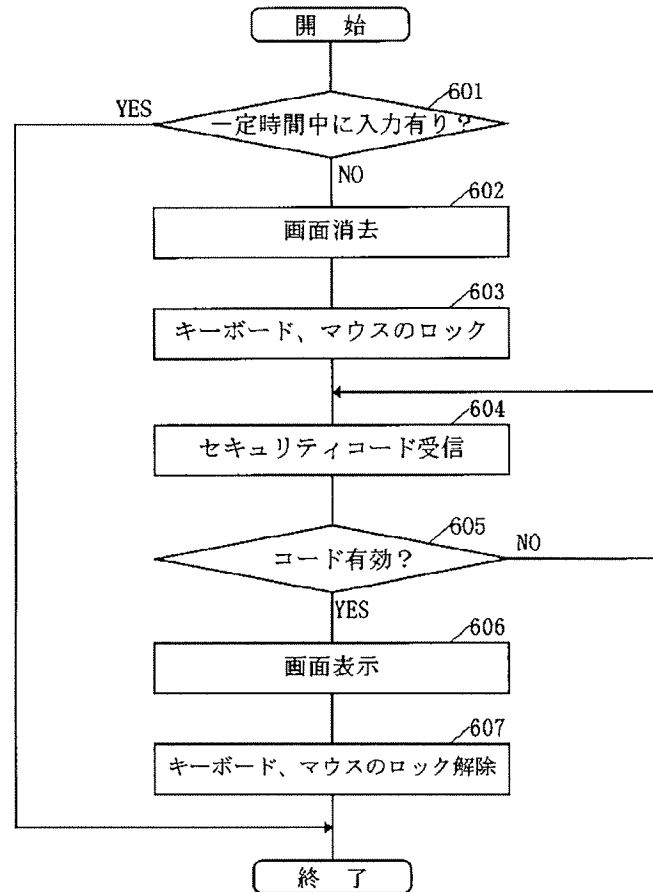 開 始
601
YES
一定時間中に入力有り？
NO
602
画面消去
603
キーボード、マウスのロック
604
セキュリティコード受信
605
コード有効？
NO
YES
606
画面表示
607
キーボード、マウスのロック解除
終 了